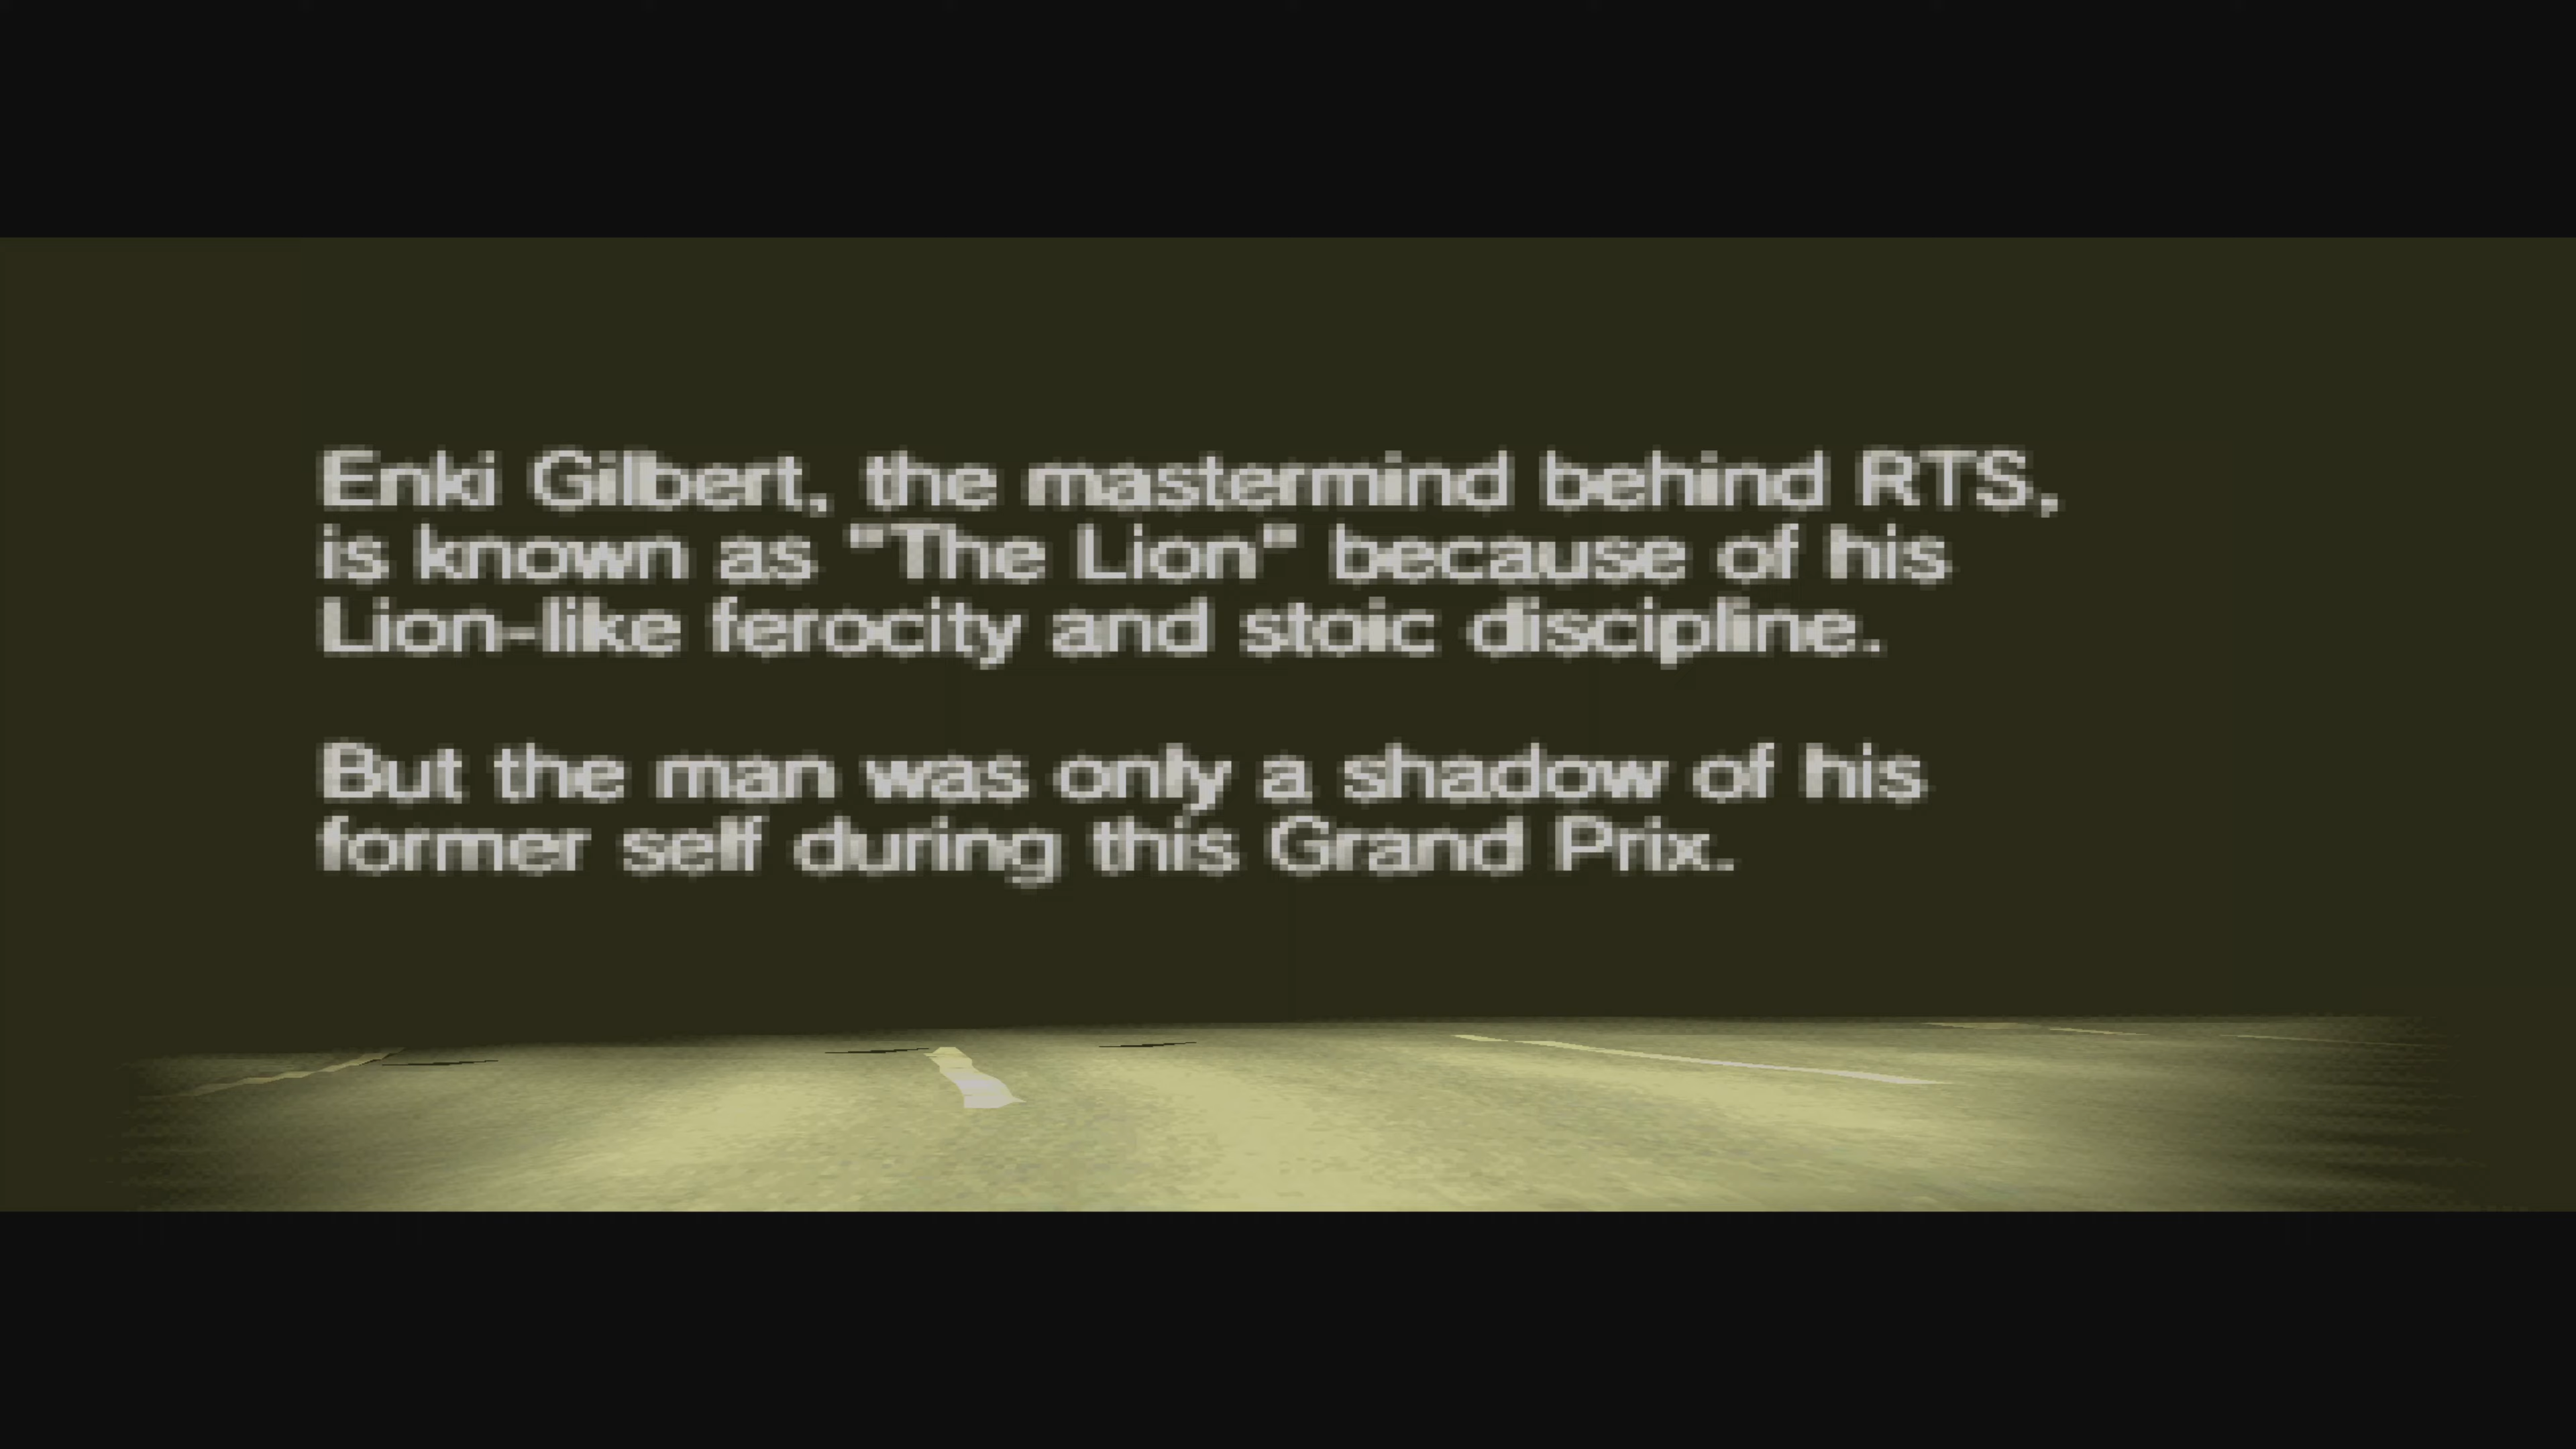 Enki Gilbert, the mastermind behind RTS,
is known as "The Lion" because of his
Lion-like ferocity and stoic discipline.
But the man was only a shadow of his
former self during this Grand Prix.